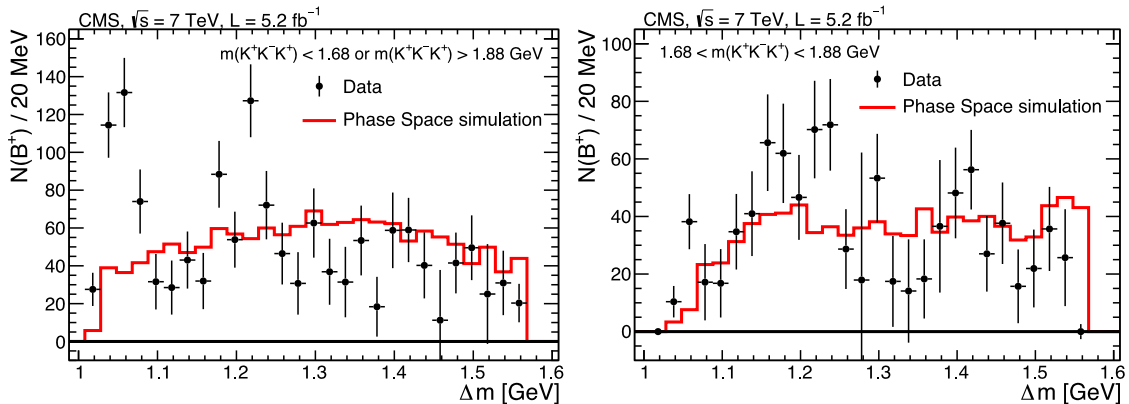 CMS, √s = 7 TeV, L = 5.2 fb⁻¹
N(B⁺) / 20 MeV
160
140
120
100
80
60
40
20
0
m(K⁺K⁻K⁺) < 1.68 or m(K⁺K⁻K⁺) > 1.88 GeV
Data
Phase Space simulation
1 1.1 1.2 1.3 1.4 1.5 1.6
Δm [GeV]
CMS, √s = 7 TeV, L = 5.2 fb⁻¹
N(B⁺) / 20 MeV
100
80
60
40
20
0
1.68 < m(K⁺K⁻K⁺) < 1.88 GeV
Data
Phase Space simulation
1 1.1 1.2 1.3 1.4 1.5 1.6
Δm [GeV]